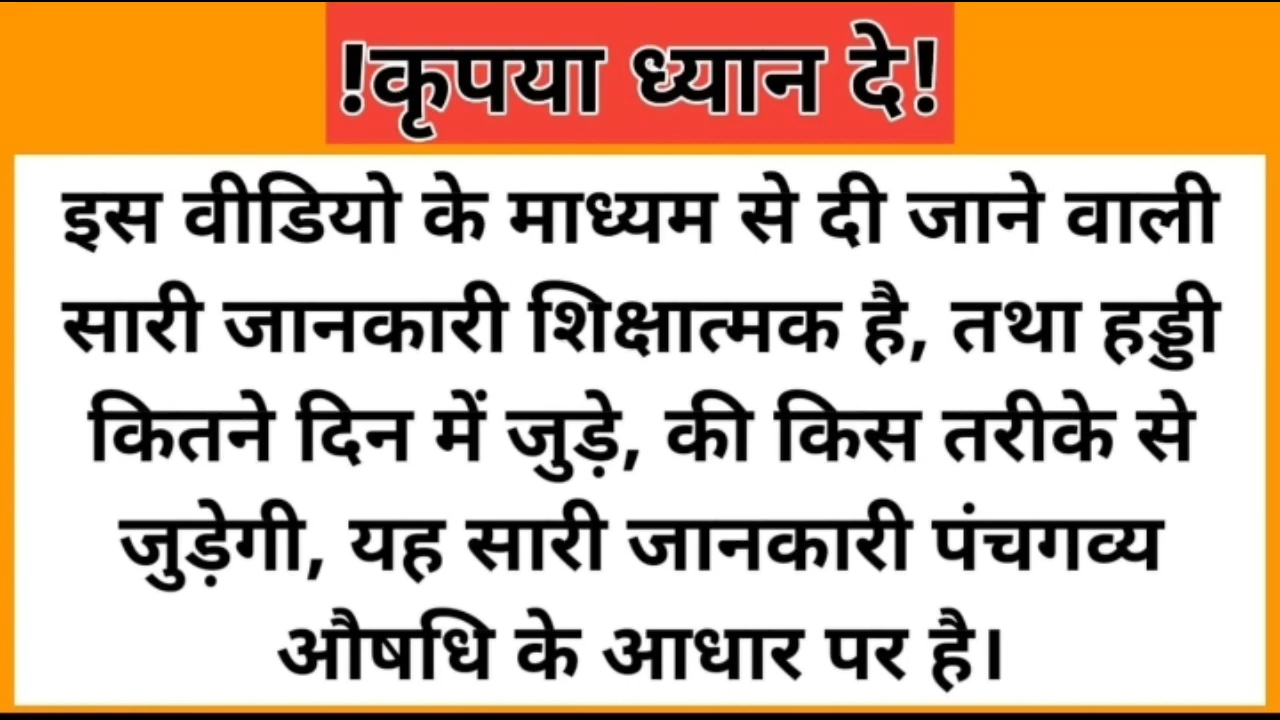 !कृपया ध्यान दे!
इस वीडियो के माध्यम से दी जाने वाली
सारी जानकारी शिक्षात्मक है, तथा हड्डी
कितने दिन में जुड़े, की किस तरीके से
जुड़ेगी, यह सारी जानकारी पंचगव्य
औषधि के आधार पर है।